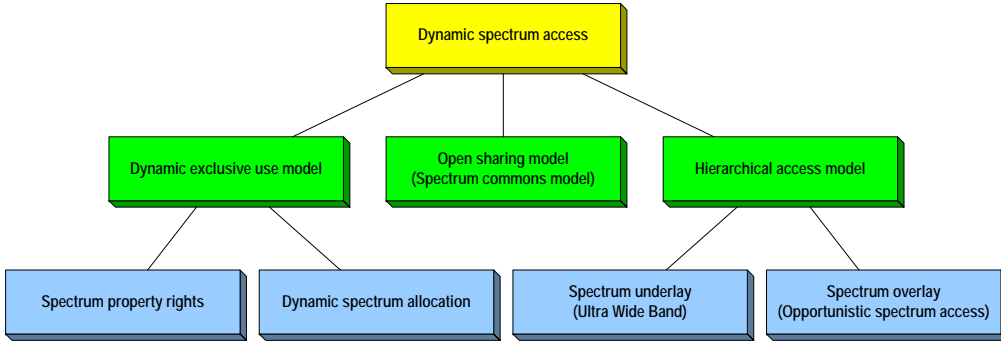 Dynamic spectrum access
Dynamic exclusive use model
Open sharing model
(Spectrum commons model)
Hierarchical access model
Spectrum property rights
Dynamic spectrum allocation
Spectrum underlay
(Ultra Wide Band)
Spectrum overlay
(Opportunistic spectrum access)